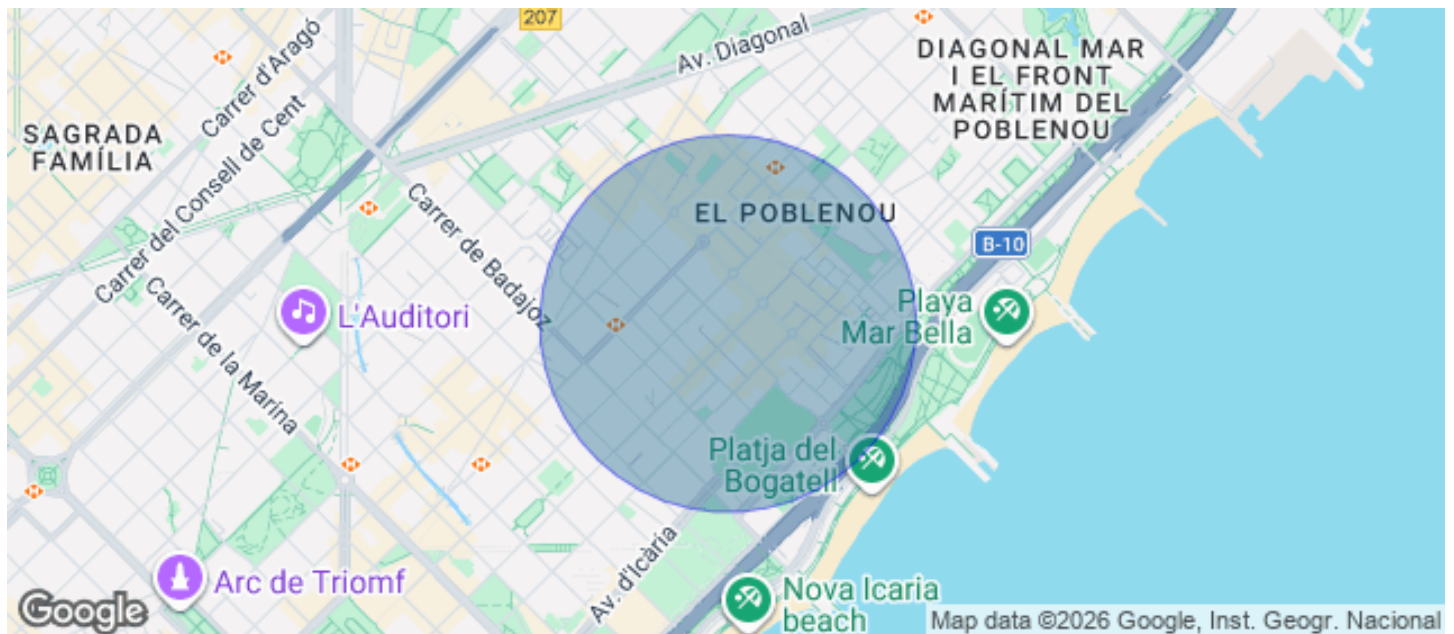 207
Carrer d'Aragó
Av. Diagonal
DIAGONAL MAR
I EL FRONT
MARÍTIM DEL
POBLENOU
SAGRADA
FAMÍLIA
Carrer del Consell de Cent
Carrer de Badajoz
EL POBLENOU
B-10
L'Auditori
Playa
Mar Bella
Carrer de la Marina
Platja del
Bogatell
Av. d'Icària
Arc de Triomf
Nova Icaria
beach
Google
Map data ©2026 Google, Inst. Geogr. Nacional